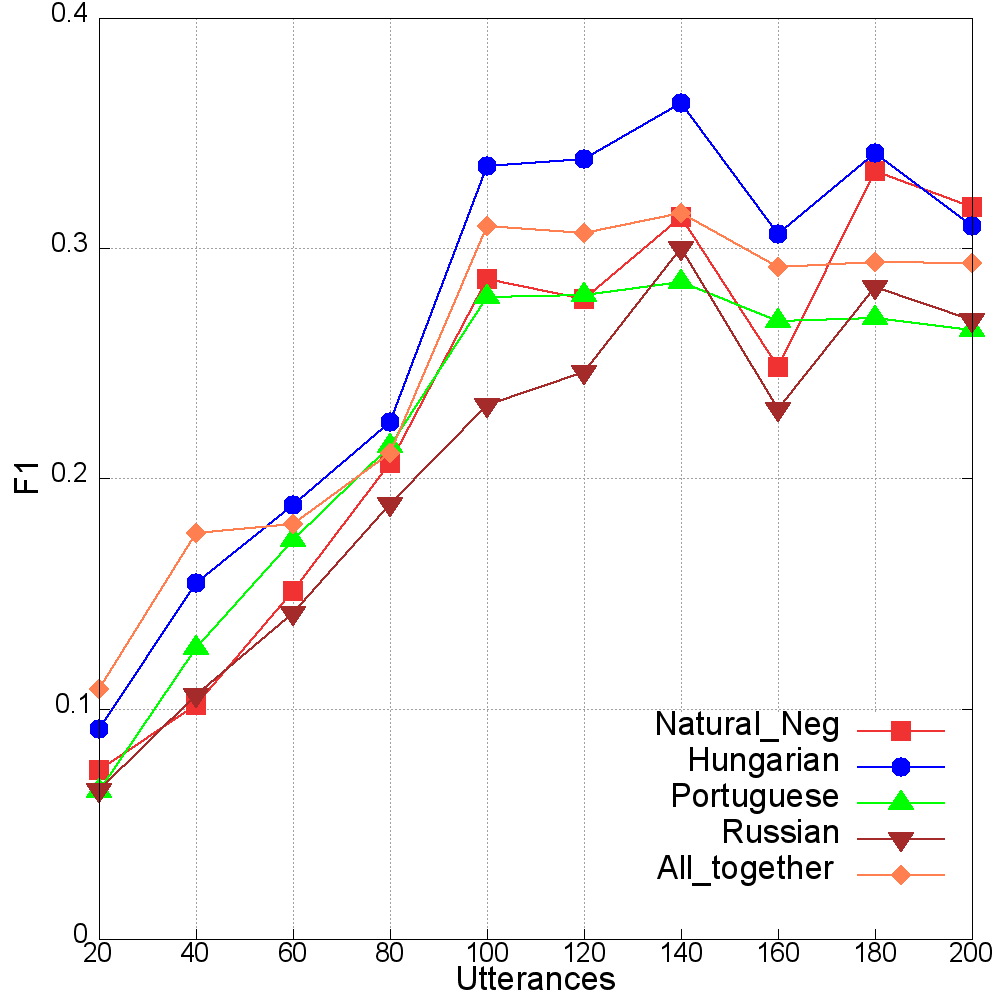 0.4
0.3
0.2
0.1
0
F1
Natural_Neg
Hungarian
Portuguese
Russian
All_together
20 40 60 80 100 120 140 160 180 200
Utterances